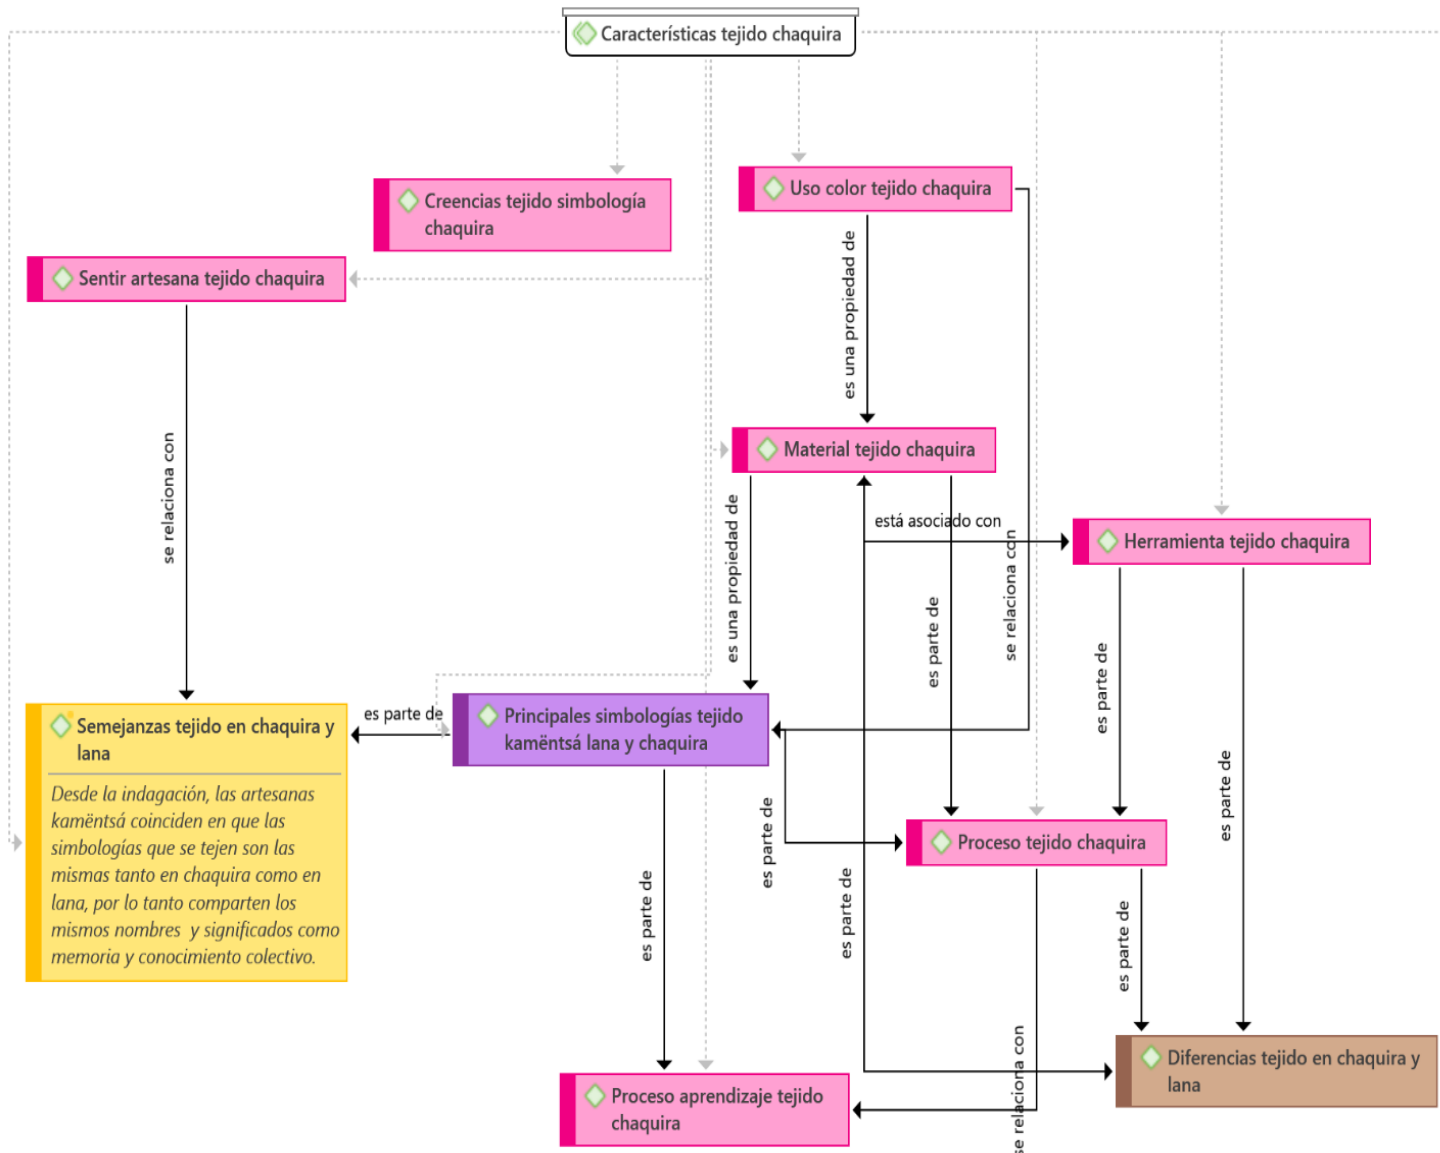 Características tejido chaquira
Creencias tejido simbología
chaquira
Uso color tejido chaquira
Sentir artesana tejido chaquira
es una propiedad de
se relaciona con
Material tejido chaquira
está asociado con
Herramienta tejido chaquira
es una propiedad de
es parte de
se relaciona con
es parte de
es parte de
Semejanzas tejido en chaquira y
lana
Desde la indagación, las artesanas
kamëntsá coinciden en que las
simbologías que se tejen son las
mismas tanto en chaquira como en
lana, por lo tanto comparten los
mismos nombres y significados como
memoria y conocimiento colectivo.
es parte de
Principales simbologías tejido
kamëntsá lana y chaquira
es parte de
es parte de
es parte de
Proceso tejido chaquira
es parte de
se relaciona con
Diferencias tejido en chaquira y
lana
Proceso aprendizaje tejido
chaquira